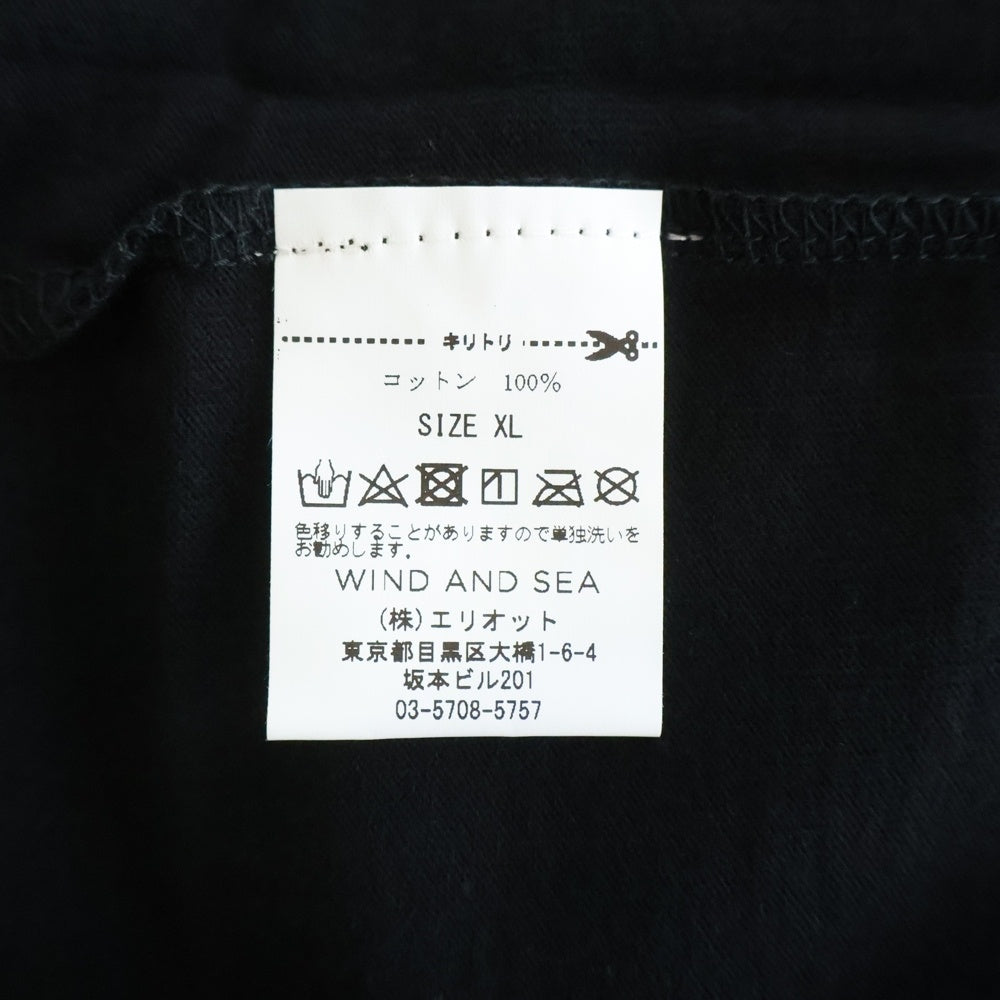 キリトリ
コットン 100%
SIZE XL
色移りすることがありますので単独洗いを
お勧めします。
WIND AND SEA
(株)エリオット
東京都目黒区大橋1-6-4
坂本ビル201
03-5708-5757